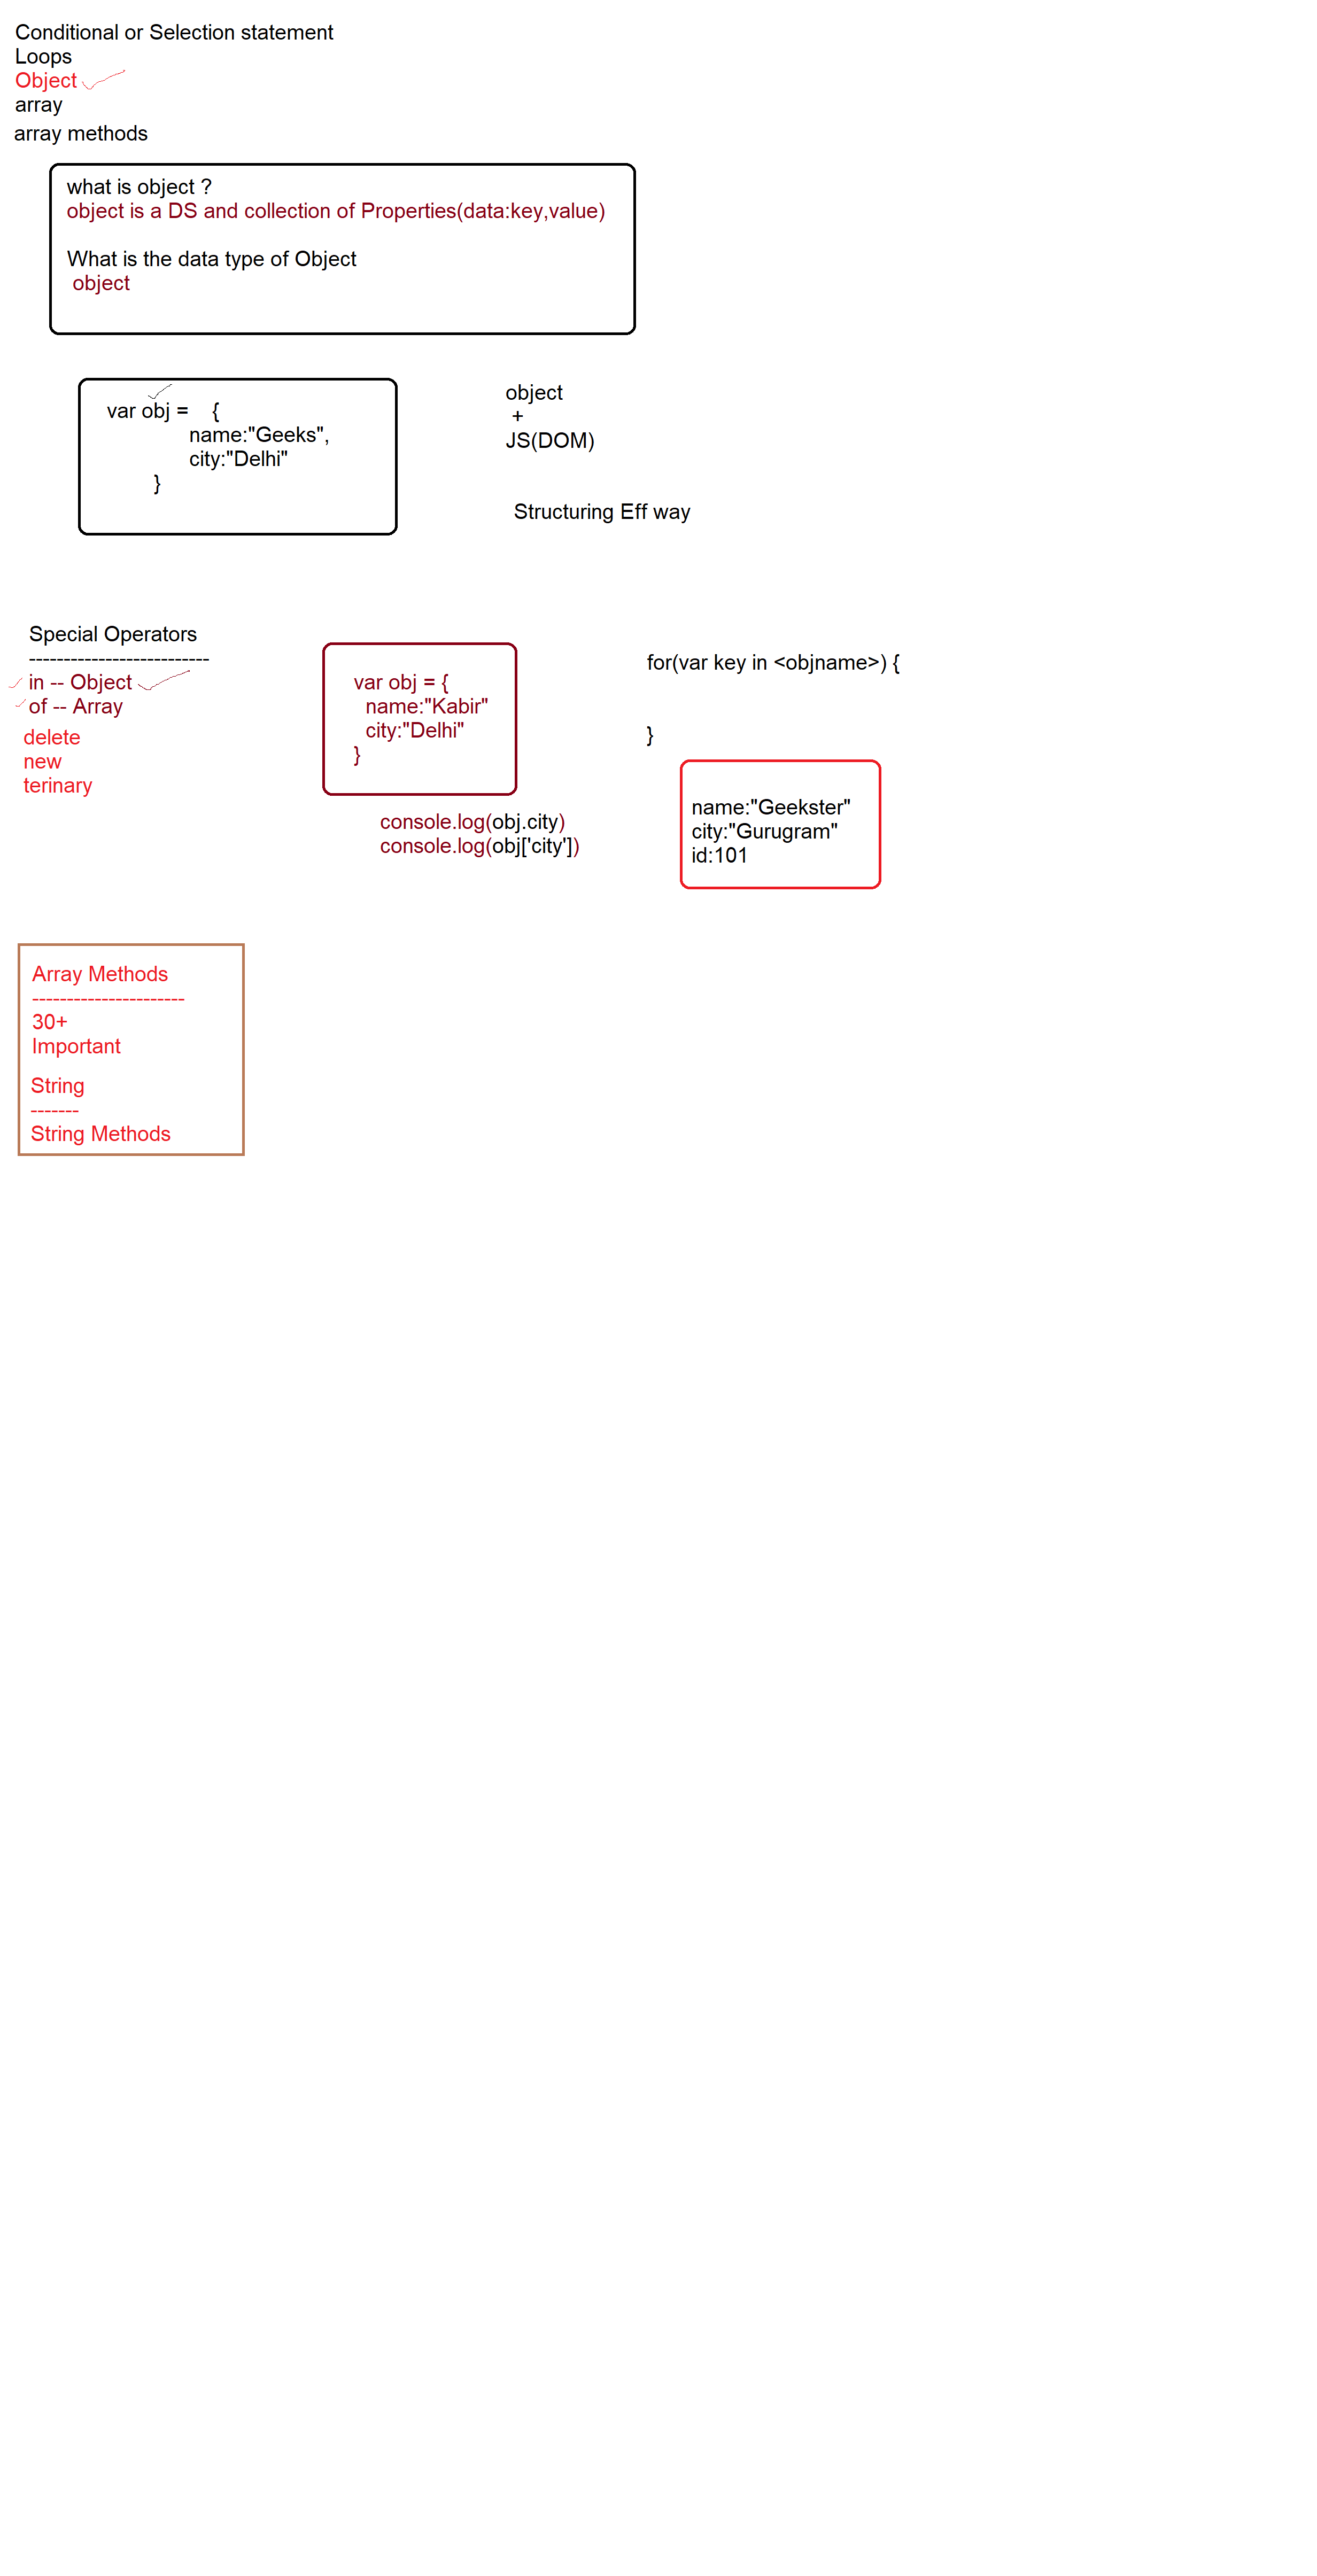 Conditional or Selection statement
Loops
Object
array
array methods
what is object ?
object is a DS and collection of Properties(data:key,value)
What is the data type of Object
object
var obj = {
name:"Geeks",
city:"Delhi"
}
object
+
JS(DOM)
Structuring Eff way
Special Operators
--------------------------
in -- Object
of -- Array
delete
new
terinary
var obj = {
name:"Kabir"
city:"Delhi"
}
console.log(obj.city)
console.log(obj['city'])
for(var key in <objname>) {
}
name:"Geekster"
city:"Gurugram"
id:101
Array Methods
----------------------
30+
Important
String
-------
String Methods